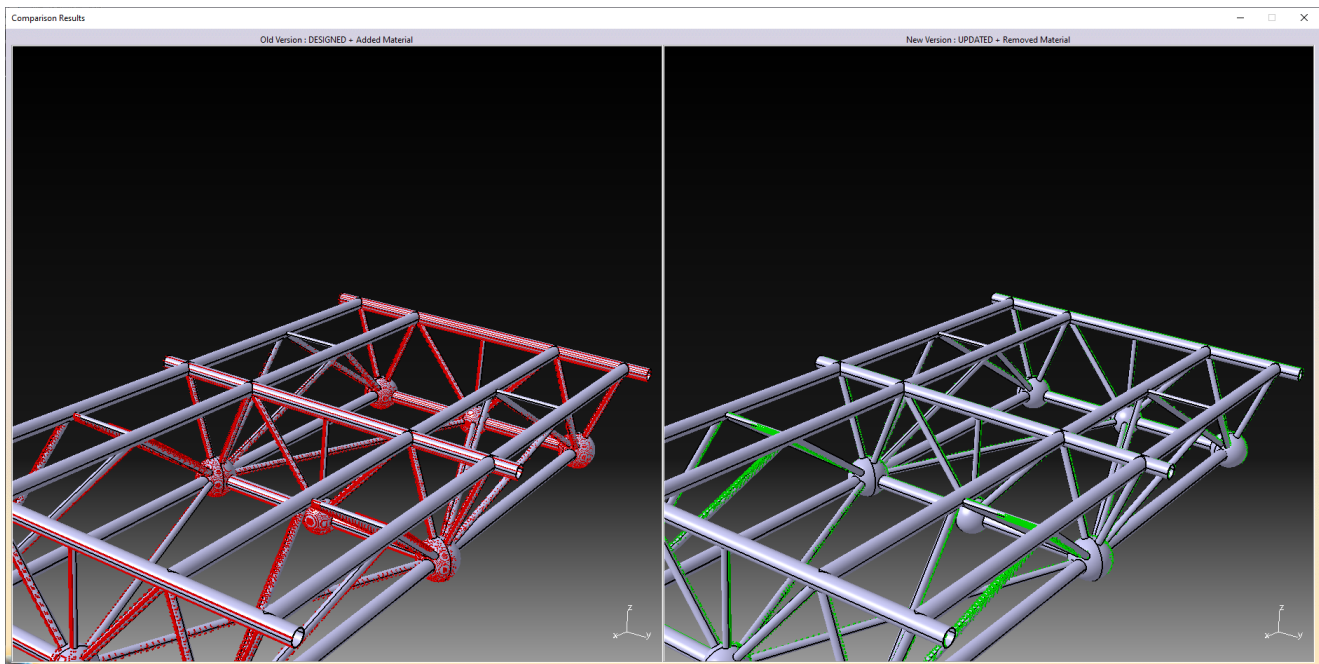 Comparison Results
Old Version : DESIGNED + Added Material
New Version : UPDATED + Removed Material
z
x
y
z
x
y